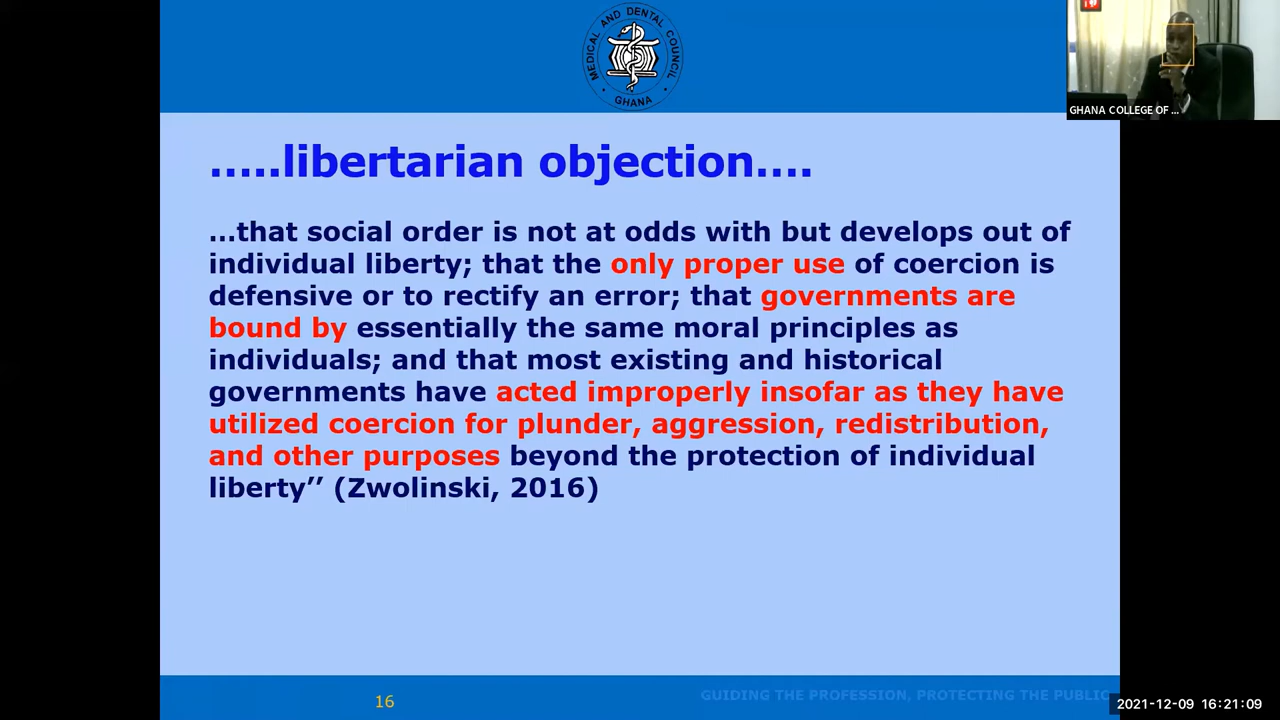 MEDICAL AND DENTAL COUNCIL
GHANA
GHANA COLLEGE OF ...
.....libertarian objection....
...that social order is not at odds with but develops out of
individual liberty; that the only proper use of coercion is
defensive or to rectify an error; that governments are
bound by essentially the same moral principles as
individuals; and that most existing and historical
governments have acted improperly insofar as they have
utilized coercion for plunder, aggression, redistribution,
and other purposes beyond the protection of individual
liberty’’ (Zwolinski, 2016)
16
GUIDING THE PROFESSION, PROTECTING THE PUBLIC
2021-12-09 16:21:09